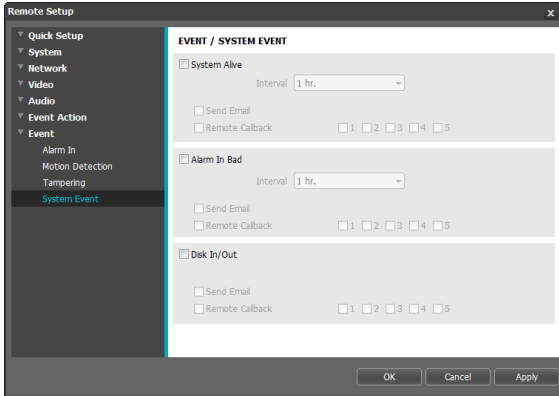 Remote Setup
x
Quick Setup
System
Network
Video
Audio
Event Action
Event
Alarm In
Motion Detection
Tampering
System Event
EVENT / SYSTEM EVENT
System Alive
Interval 1 hr.
Send Email
Remote Callback 1 2 3 4 5
Alarm In Bad
Interval 1 hr.
Send Email
Remote Callback 1 2 3 4 5
Disk In/Out
Send Email
Remote Callback 1 2 3 4 5
OK Cancel Apply